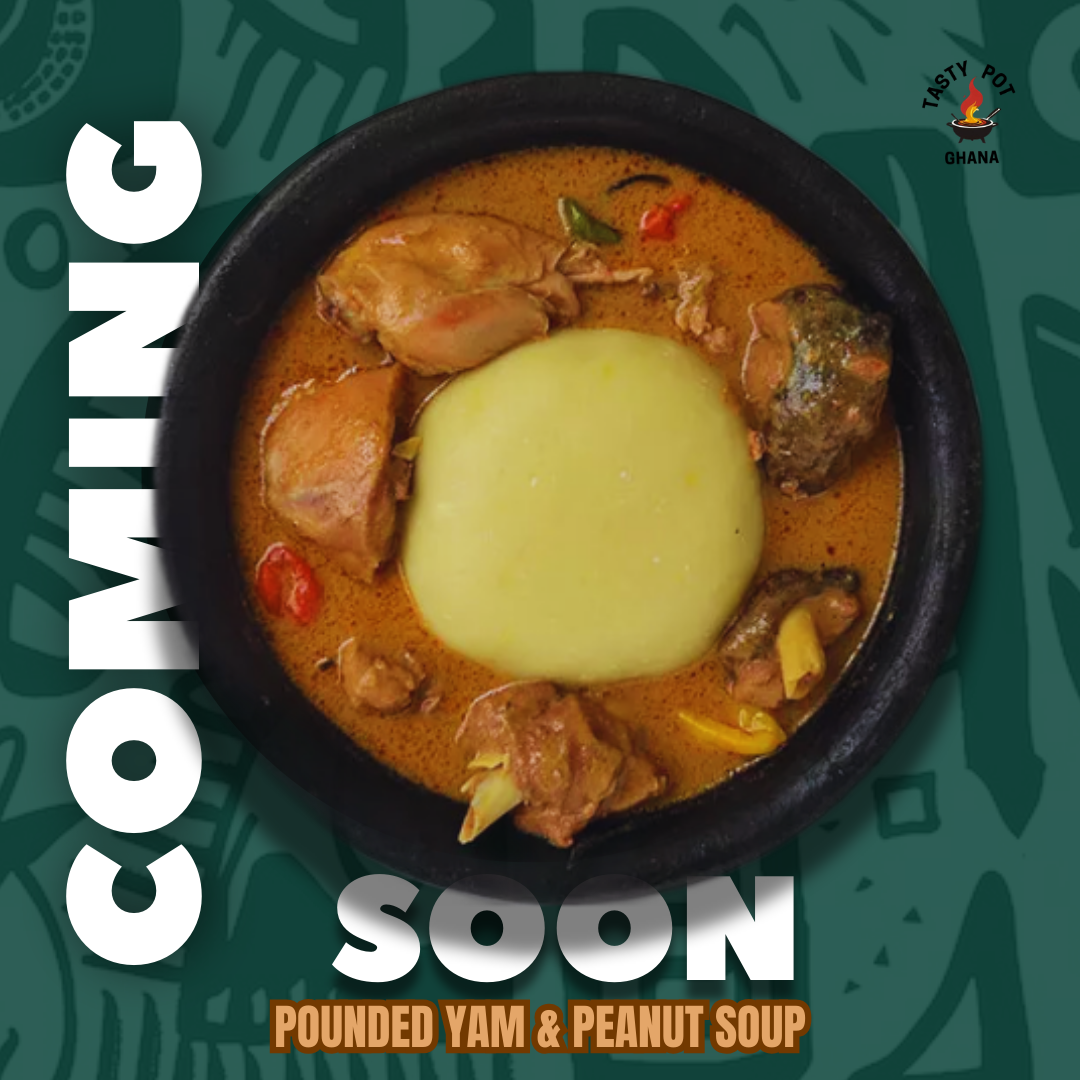 TASTY POT
GHANA
COMING
SOON
POUNDED YAM & PEANUT SOUP